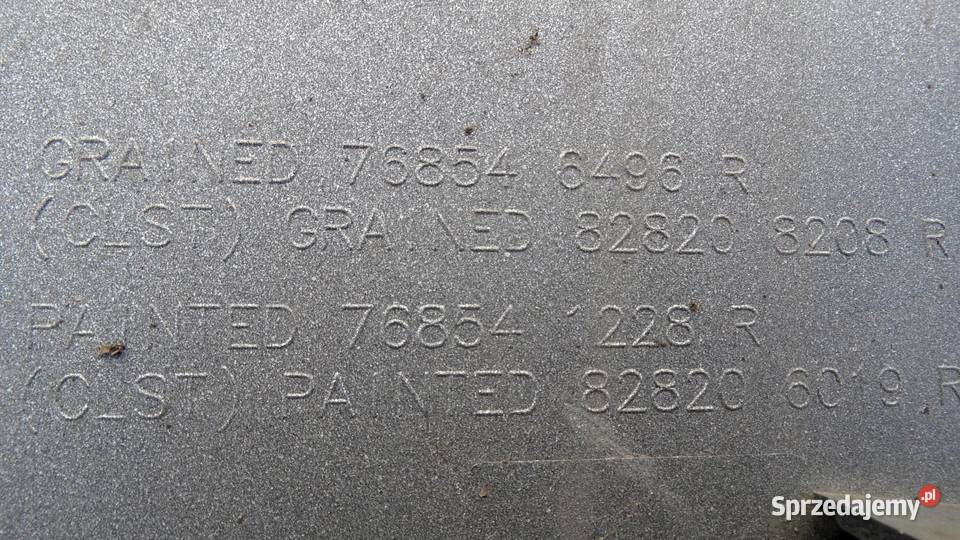 GRAINED 76854 6496 R
(CLST) GRAINED 82820 8208 R
PAINTED 76854 1228 R
(CLST) PAINTED 82820 6019 R
Sprzedajemy.pl